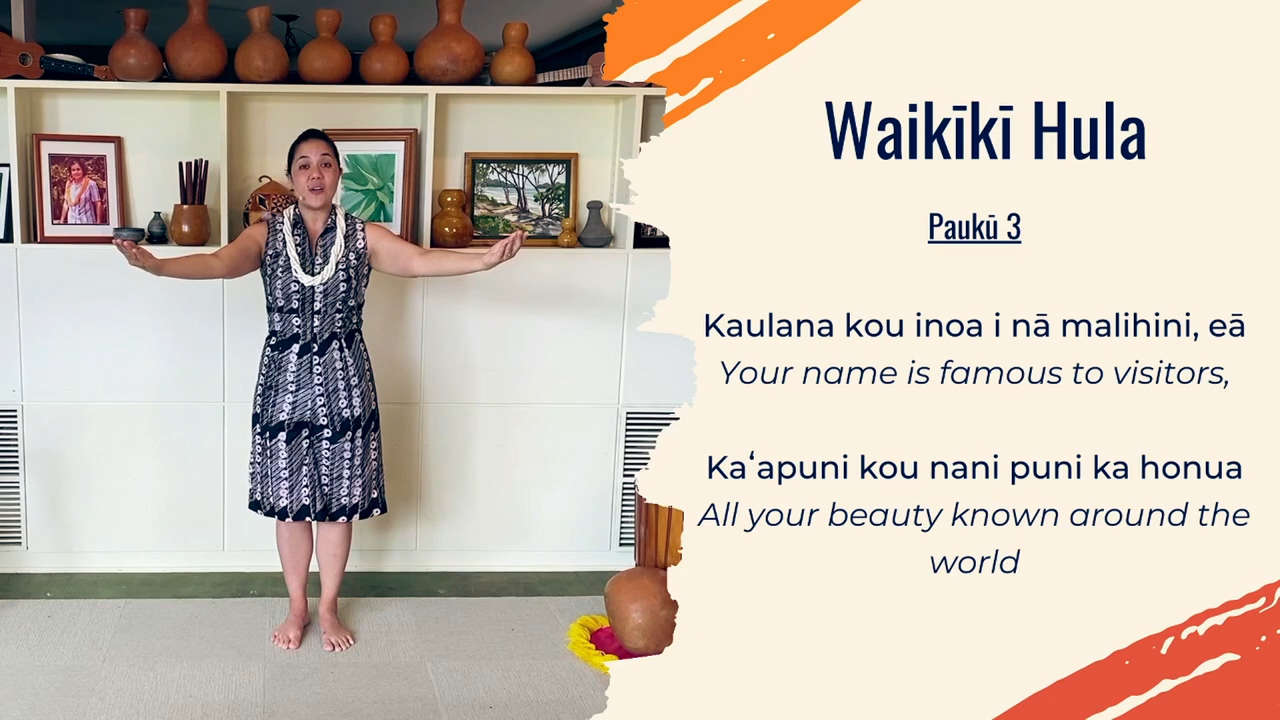 Waikīkī Hula
Paukū 3
Kaulana kou inoa i nā malihini, eā
Your name is famous to visitors,
Kaʻapuni kou nani puni ka honua
All your beauty known around the
world